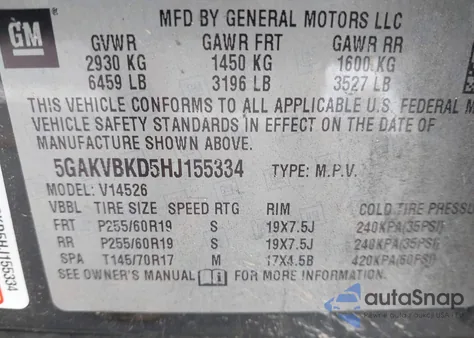 GM
MFD BY GENERAL MOTORS LLC
GVWR GAWR FRT GAWR RR
2930 KG 1450 KG 1600 KG
6459 LB 3196 LB 3527 LB
THIS VEHICLE CONFORMS TO ALL APPLICABLE U.S. FEDERAL M
VEHICLE SAFETY STANDARDS IN EFFECT ON THE DATE OF
MANUFACTURE SHOWN ABOVE.
5GAKVBKD5HJ155334 TYPE: M.P.V.
MODEL: V14526
VBBL TIRE SIZE SPEED RTG RIM COLD TIRE PRESSU
FRT P255/60R19 S 19X7.5J 240KPA/35PSI
RR P255/60R19 S 19X7.5J 240KPA/35PSI
SPA T145/70R17 M 17X4.5B 420KPA/60PSI
SEE OWNER'S MANUAL FOR MORE INFORMATION
5HJ155334
autoSnap